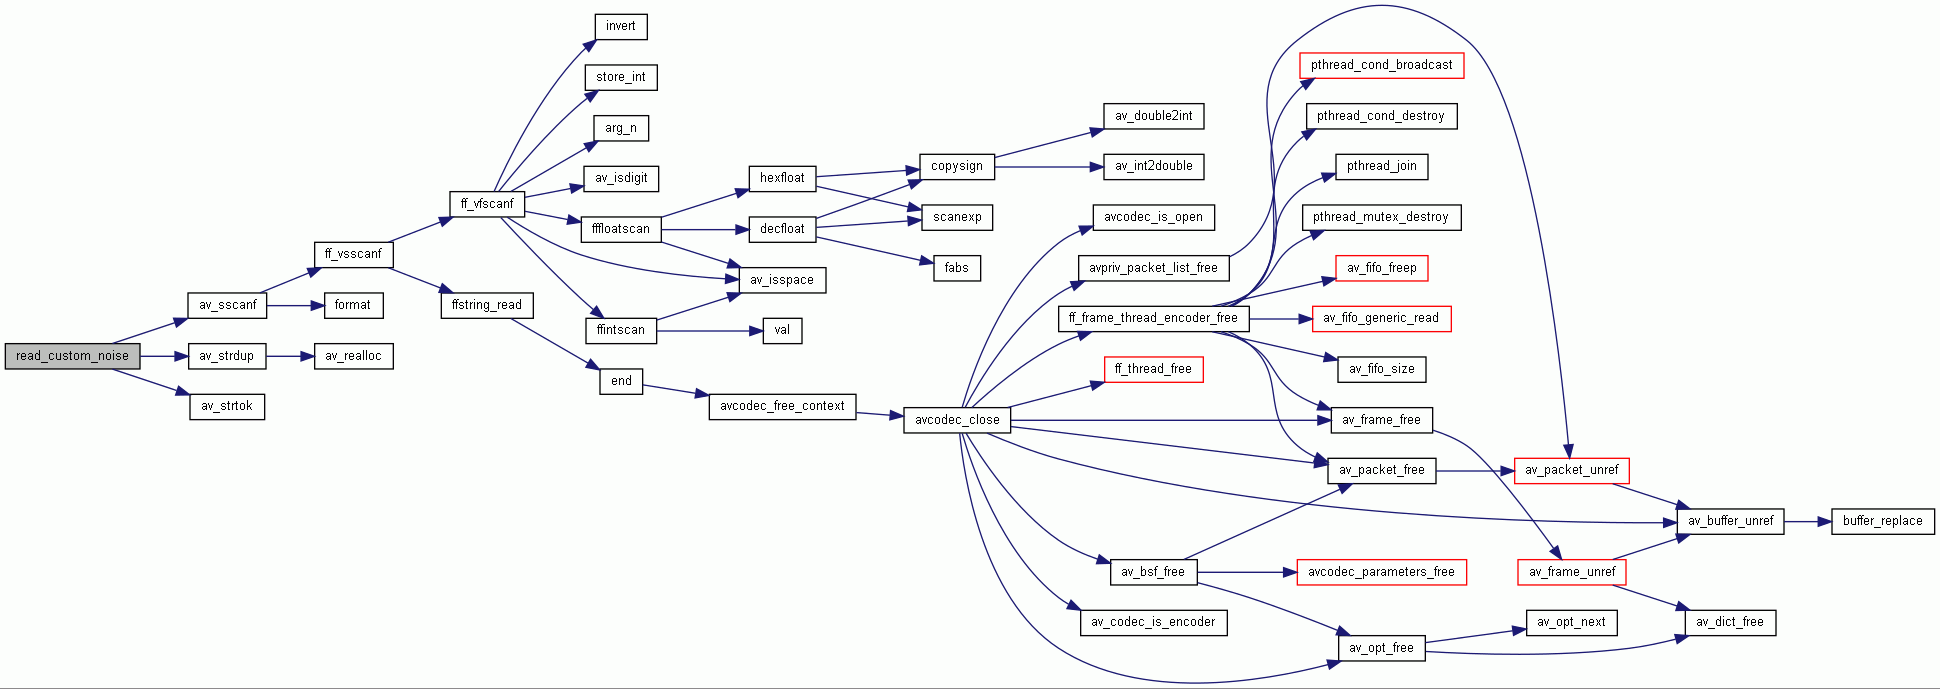 invert
pthread_cond_broadcast
store_int
av_double2int
pthread_cond_destroy
arg_n
copysign
av_int2double
pthread_join
hexfloat
av_isdigit
ff_vfscanf
scanexp
avcodec_is_open
pthread_mutex_destroy
fffloatscan
decfloat
ff_vsscanf
fabs
avpriv_packet_list_free
av_fifo_freep
av_isspace
av_sscanf
format
ffstring_read
ff_frame_thread_encoder_free
av_fifo_generic_read
ffintscan
val
read_custom_noise
av_strdup
av_realloc
ff_thread_free
av_fifo_size
end
av_strtok
avcodec_free_context
avcodec_close
av_frame_free
av_packet_free
av_packet_unref
av_buffer_unref
buffer_replace
av_bsf_free
avcodec_parameters_free
av_frame_unref
av_codec_is_encoder
av_opt_next
av_dict_free
av_opt_free